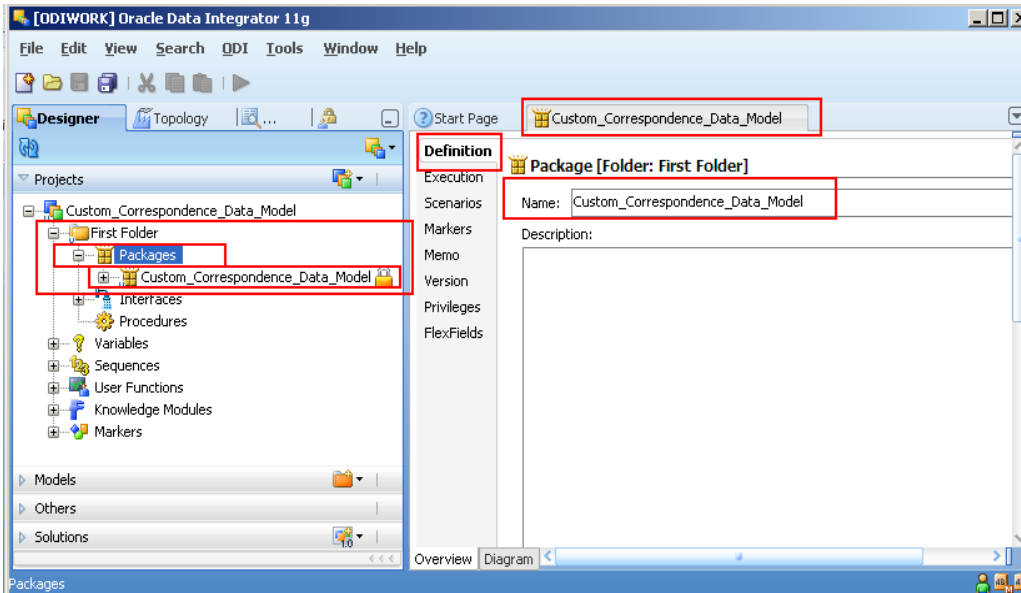 [ODIWORK] Oracle Data Integrator 11g
File Edit View Search ODI Tools Window Help
Designer Topology ... Start Page Custom_Correspondence_Data_Model
Projects
Custom_Correspondence_Data_Model
First Folder
Packages
Custom_Correspondence_Data_Model
Interfaces
Procedures
Variables
Sequences
User Functions
Knowledge Modules
Markers
Models
Others
Solutions
1.0
Definition
Execution
Scenarios
Markers
Memo
Version
Privileges
FlexFields
Package [Folder: First Folder]
Name: Custom_Correspondence_Data_Model
Description:
Overview Diagram
Packages